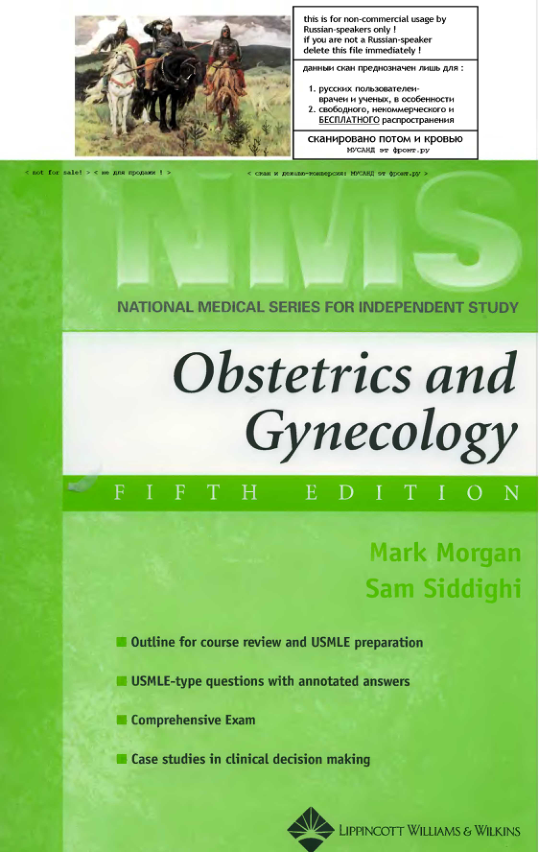 this is for non-commercial usage by
Russian-speakers only !
if you are not a Russian-speaker
delete this file immediately !
данный скан предназначен лишь для :
1. русских пользователей-
врачей и ученых, в особенности
2. свободного, некоммерческого и
БЕСПЛАТНОГО распространения
сканировано потом и кровью
МУСАИД эт фронт.ру
< not for sale! > < не для продажи ! >
NMS
NATIONAL MEDICAL SERIES FOR INDEPENDENT STUDY
Obstetrics and
Gynecology
FIFTH EDITION
Mark Morgan
Sam Siddighi
■ Outline for course review and USMLE preparation
■ USMLE-type questions with annotated answers
■ Comprehensive Exam
■ Case studies in clinical decision making
LIPPINCOTT WILLIAMS & WILKINS